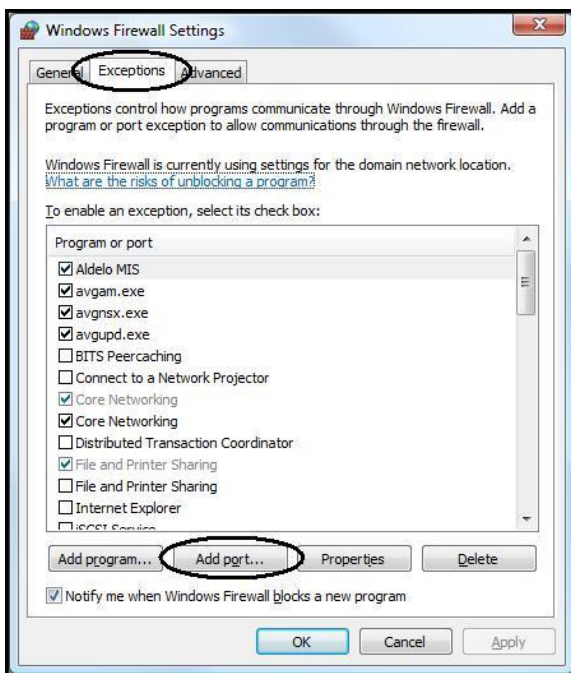 Windows Firewall Settings
General Exceptions Advanced
Exceptions control how programs communicate through Windows Firewall. Add a
program or port exception to allow communications through the firewall.
Windows Firewall is currently using settings for the domain network location.
What are the risks of unblocking a program?
To enable an exception, select its check box:
Program or port
Aldelo MIS
avgam.exe
avgnsx.exe
avgupd.exe
BITS Peercaching
Connect to a Network Projector
Core Networking
Core Networking
Distributed Transaction Coordinator
File and Printer Sharing
File and Printer Sharing
Internet Explorer
iSCSI Service
Add program... Add port... Properties Delete
Notify me when Windows Firewall blocks a new program
OK Cancel Apply